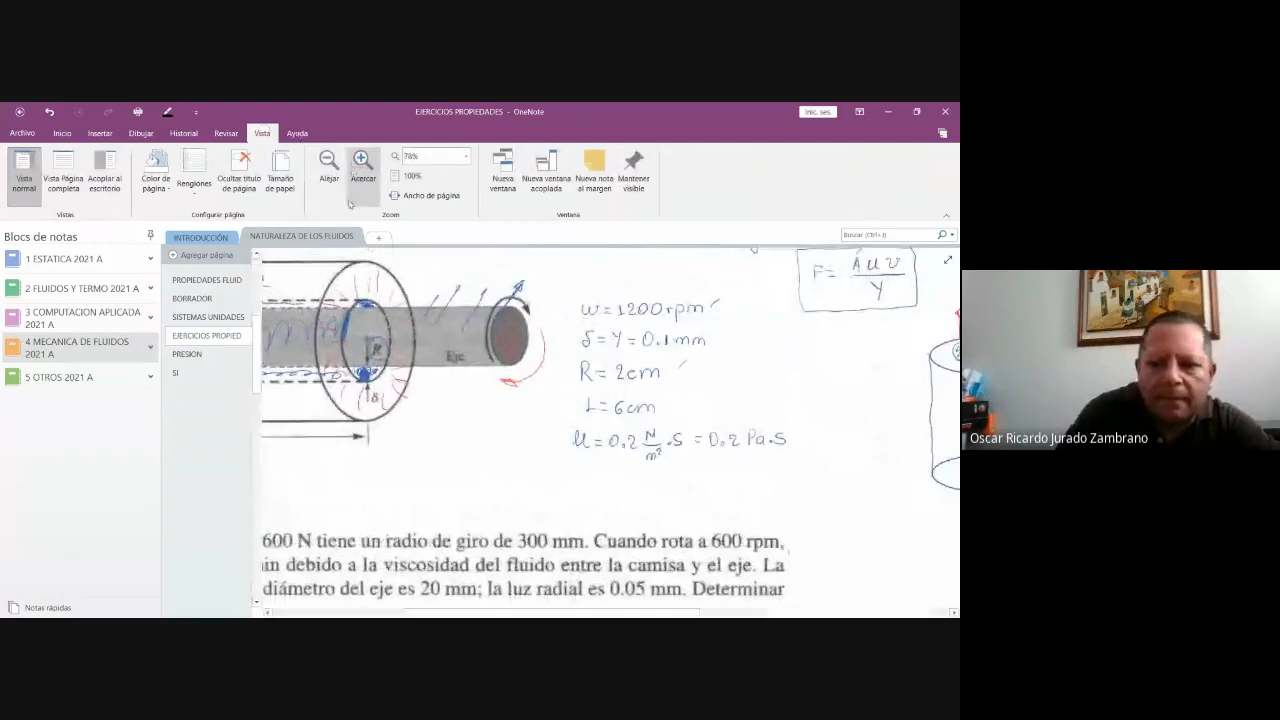 EJERCICIOS PROPIEDADES - OneNote
Inic. ses.
Archivo Inicio Insertar Dibujar Historial Revisar Vista Ayuda
Vista normal
Vista Página completa
Acoplar al escritorio
Vistas
Color de página
Renglones
Ocultar título de página
Tamaño de papel
Configurar página
Alejar
Acercar
78%
100%
Ancho de página
Zoom
Nueva ventana
Nueva ventana acoplada
Nueva nota al margen
Mantener visible
Ventana
Blocs de notas
1 ESTATICA 2021 A
2 FLUIDOS Y TERMO 2021 A
3 COMPUTACION APLICADA 2021 A
4 MECANICA DE FLUIDOS 2021 A
5 OTROS 2021 A
Notas rápidas
INTRODUCCIÓN
NATURALEZA DE LOS FLUIDOS
Buscar (Ctrl+J)
Agregar página
PROPIEDADES FLUID
BORRADOR
SISTEMAS UNIDADES
EJERCICIOS PROPIED
PRESION
SI
F = A μ v / y
R
Eje
δ
ω = 1200 rpm
δ = Y = 0.1 mm
R = 2 cm
L = 6 cm
μ = 0.2 N/m² · S = 0.2 Pa·S
600 N tiene un radio de giro de 300 mm. Cuando rota a 600 rpm,
in debido a la viscosidad del fluido entre la camisa y el eje. La
diámetro del eje es 20 mm; la luz radial es 0.05 mm. Determinar
Oscar Ricardo Jurado Zambrano